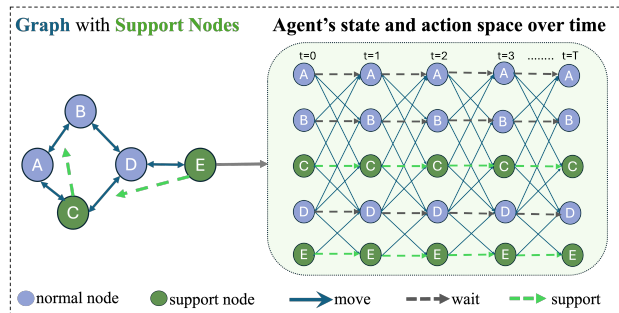 Graph with Support Nodes
Agent's state and action space over time
t=0 t=1 t=2 t=3 ........ t=T
A A A A A
B
B B B B B
A D E
C C C C C
C
D D D D D
E E E E E
normal node support node move wait support